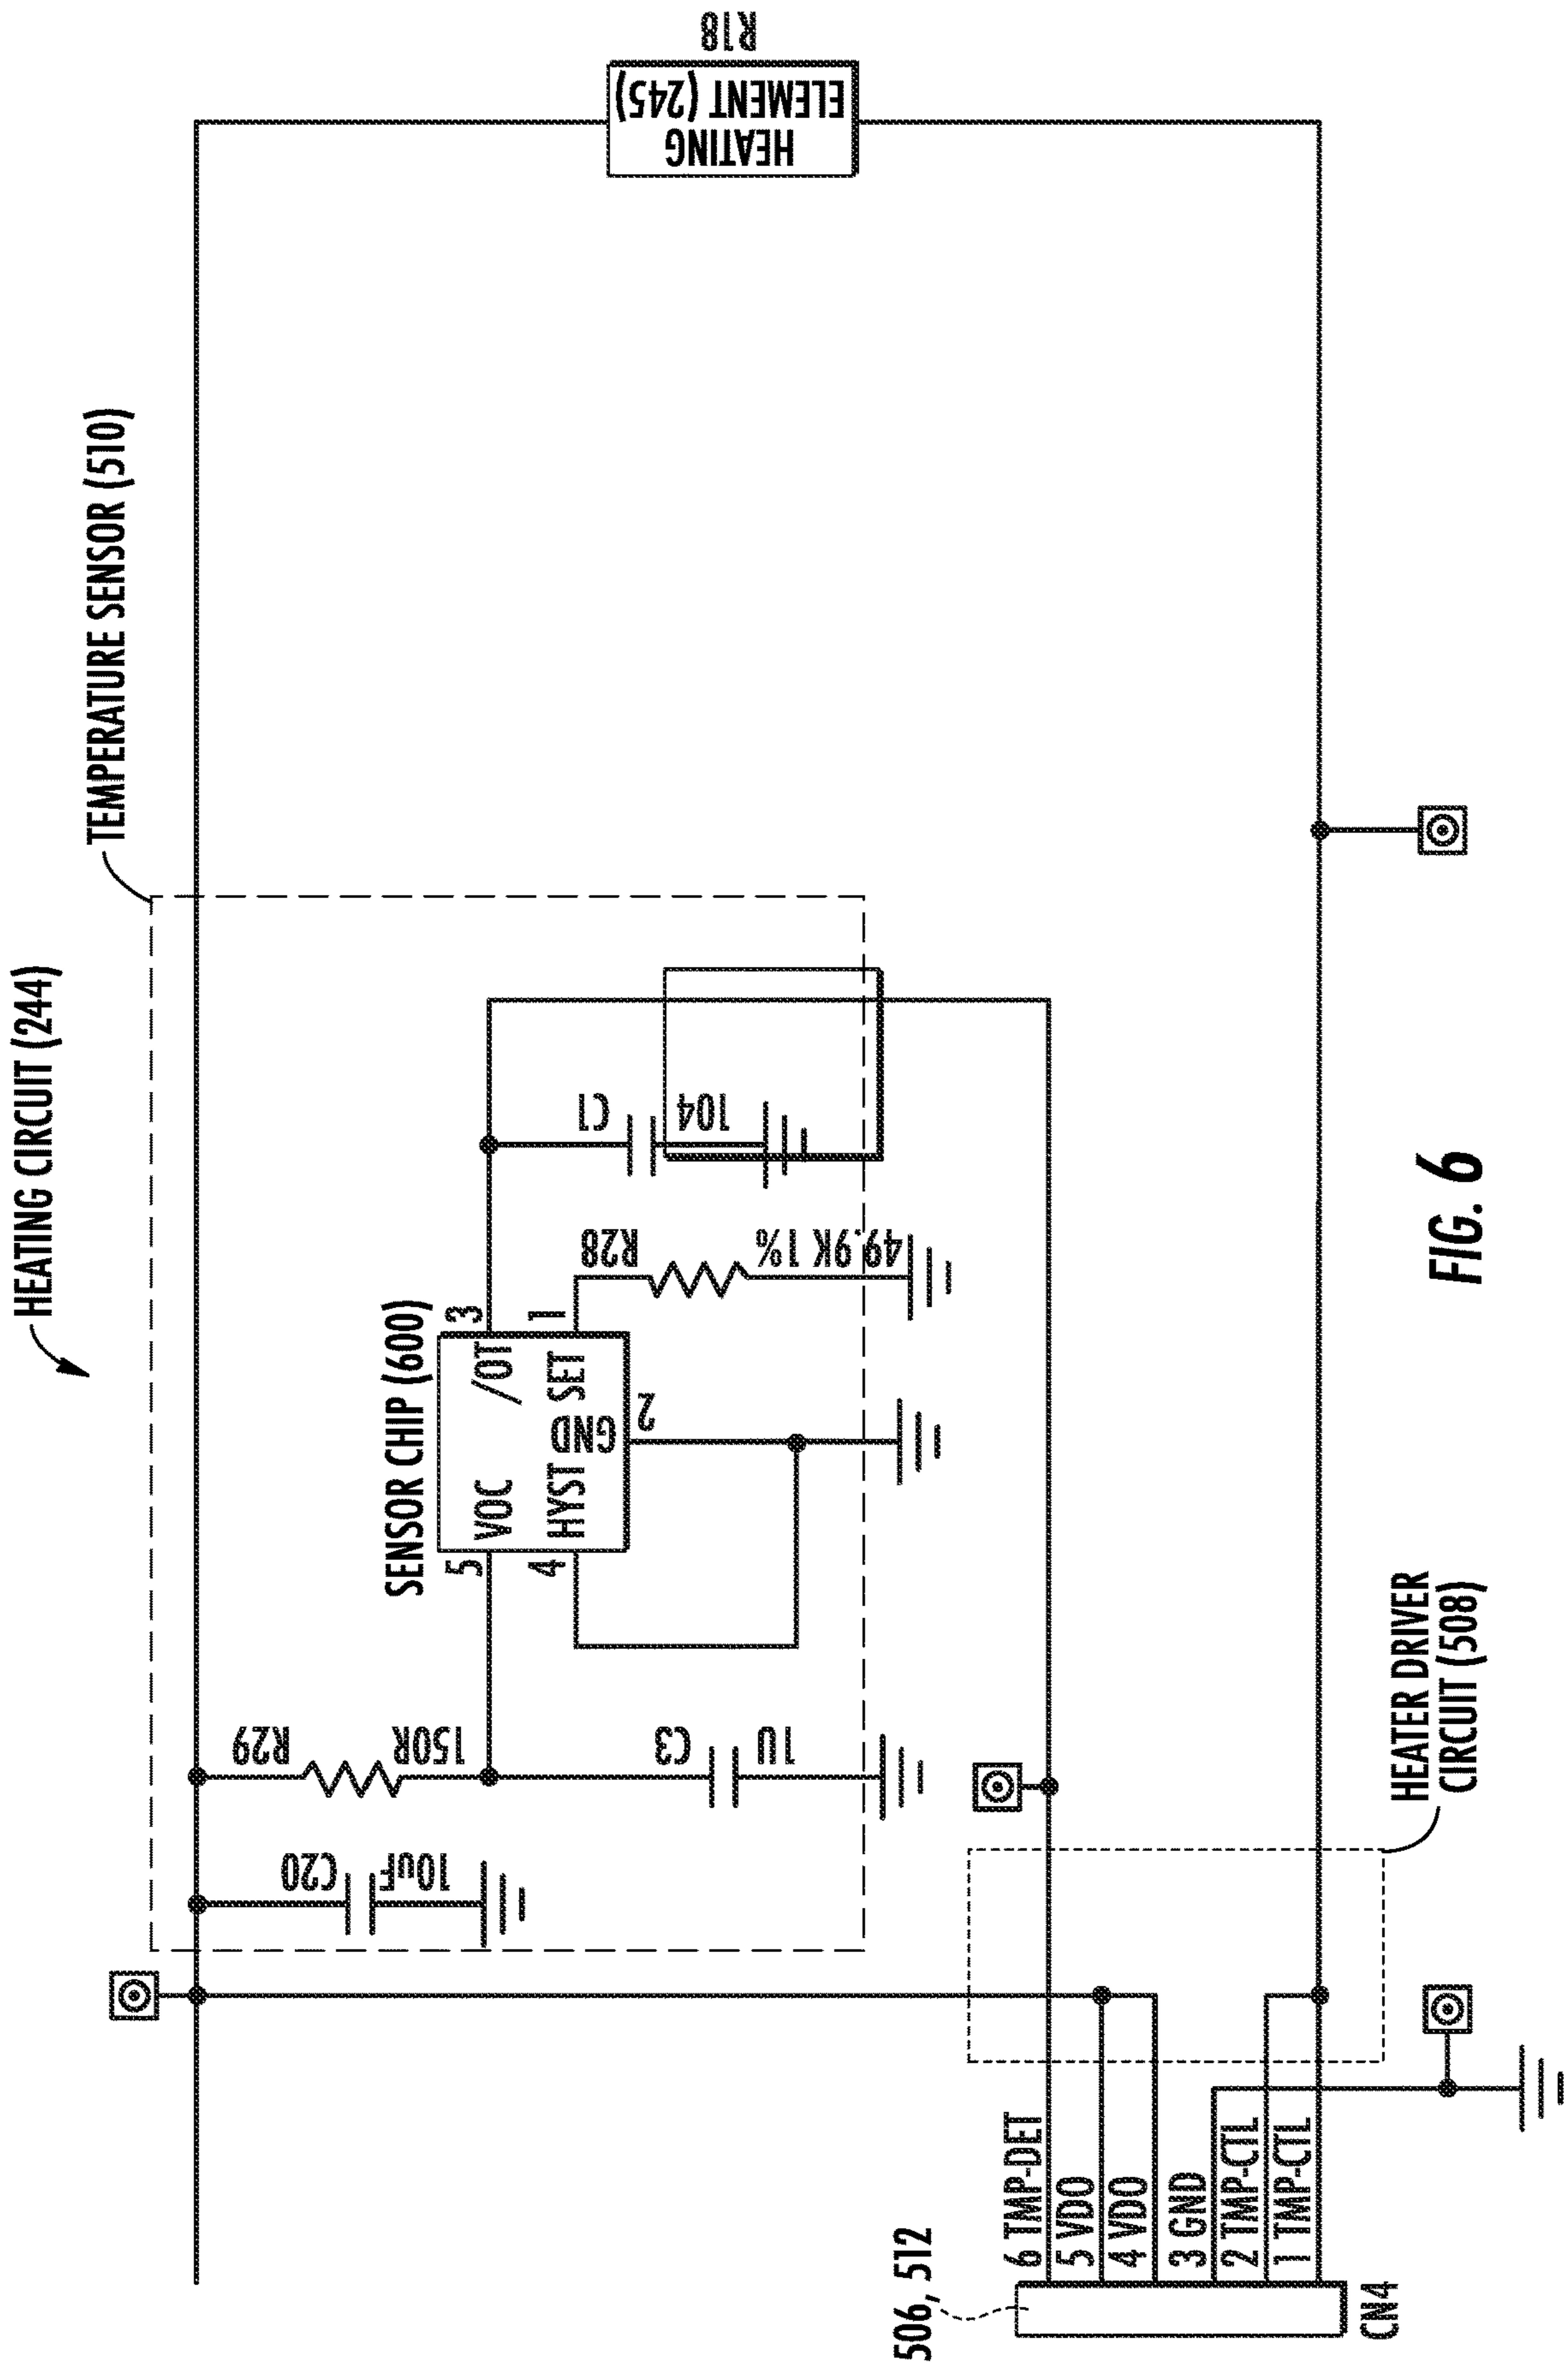 HEATING CIRCUIT (244)
TEMPERATURE SENSOR (510)
R18
HEATING
ELEMENT (245)
SENSOR CHIP (600)
5
VOC
/OT
3
4
HYST
SET
1
GND
2
C20
10uF
R29
150R
C3
1U
R28
49.9K 1%
C1
104
506, 512
6 TMP-DET
5 VDO
4 VDO
3 GND
2 TMP-CTL
1 TMP-CTL
CN4
HEATER DRIVER
CIRCUIT (508)
FIG. 6